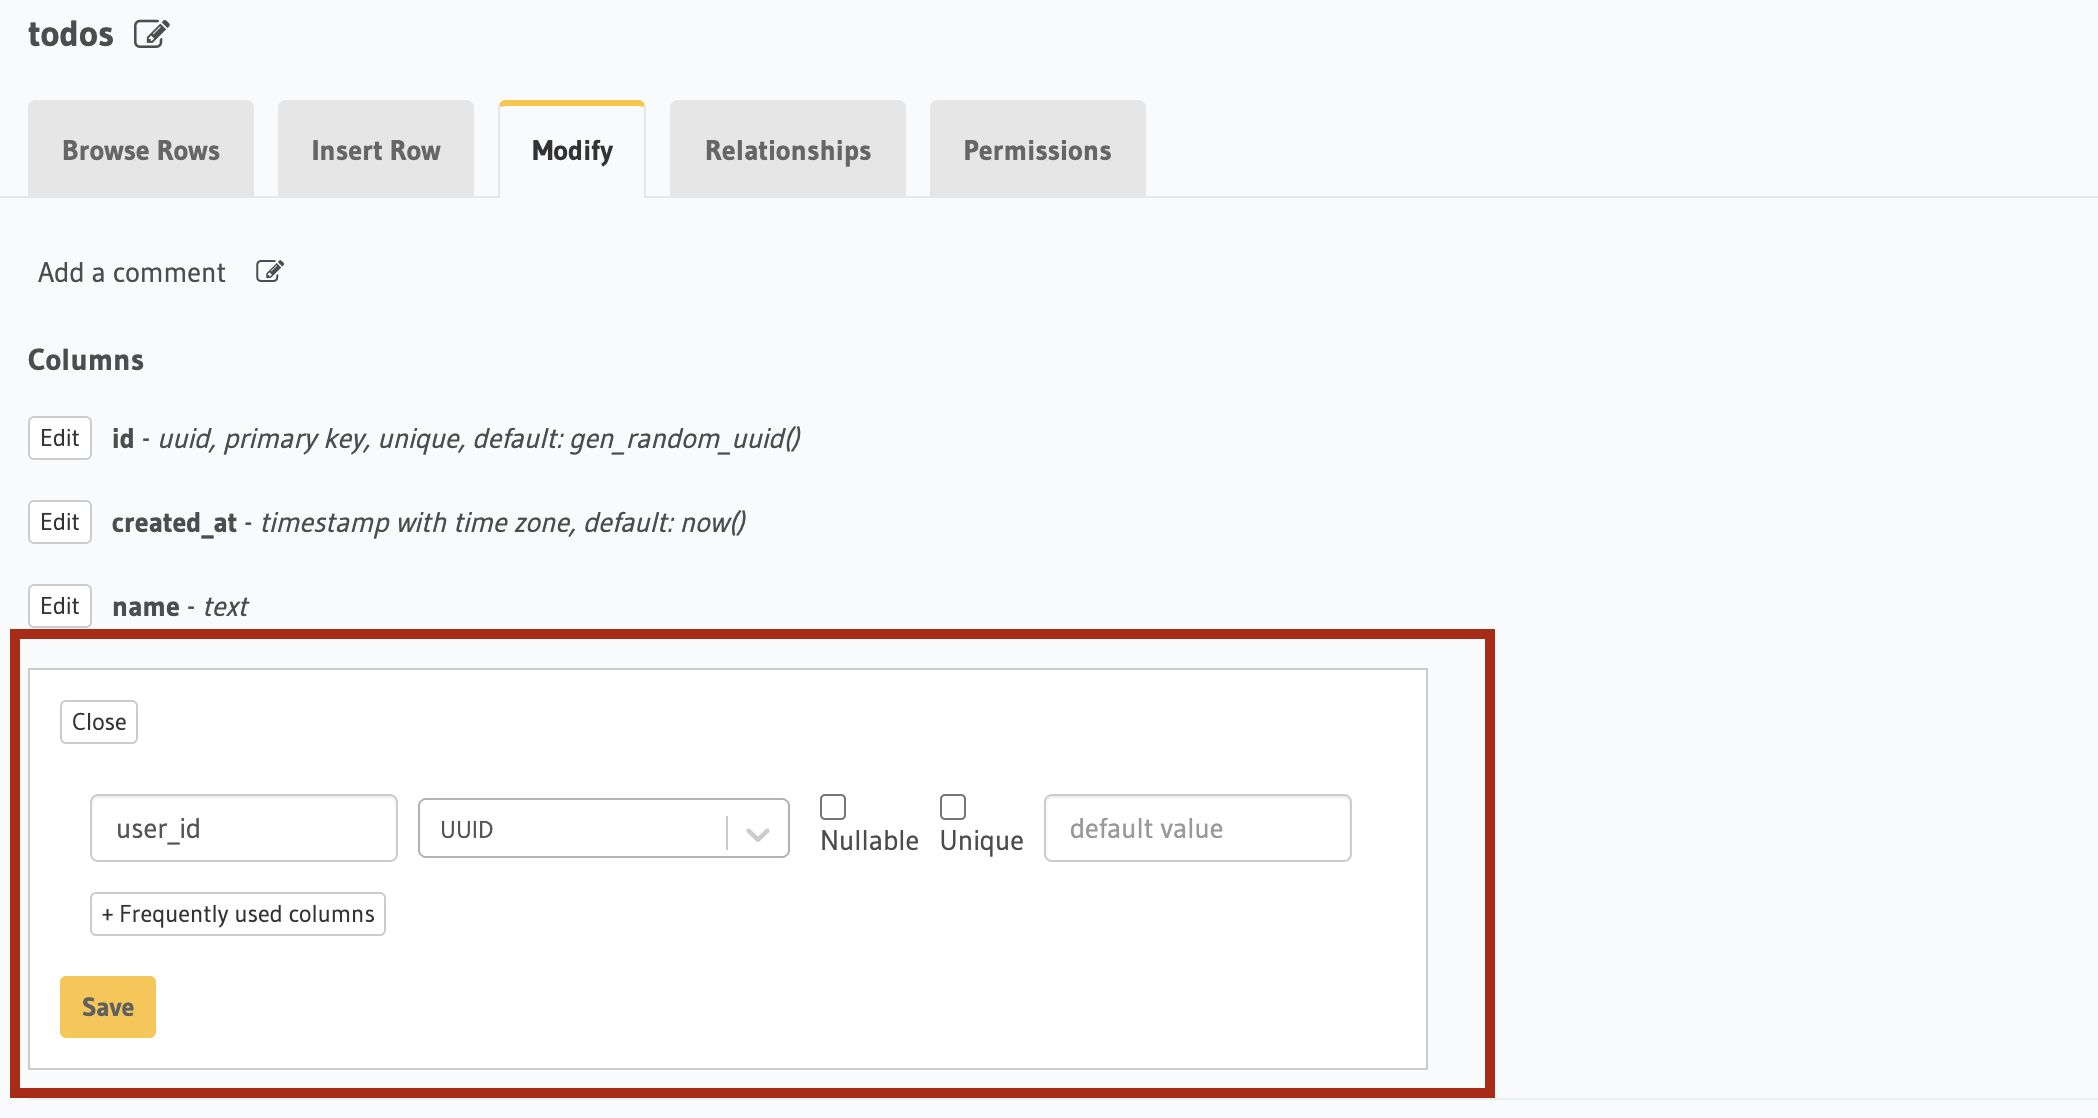 todos
Browse Rows Insert Row Modify Relationships Permissions
Add a comment
Columns
Edit id - uuid, primary key, unique, default: gen_random_uuid()
Edit created_at - timestamp with time zone, default: now()
Edit name - text
Close
user_id UUID Nullable Unique default value
+ Frequently used columns
Save